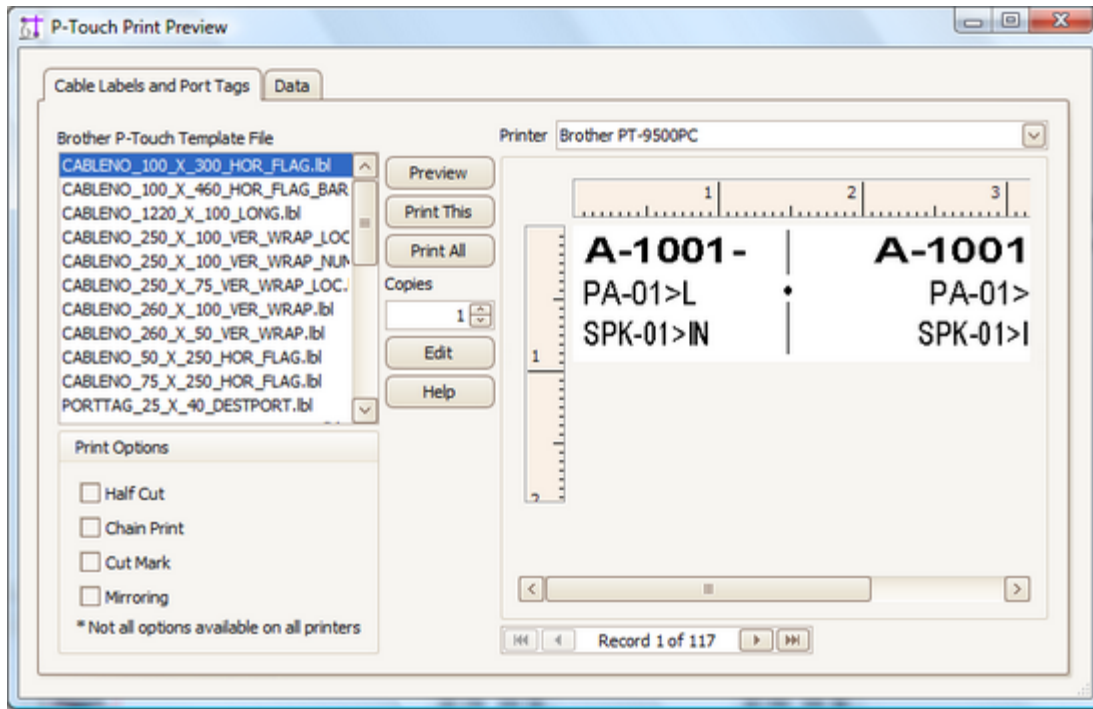 P-Touch Print Preview
Cable Labels and Port Tags
Data
Brother P-Touch Template File
CABLENO_100_X_300_HOR_FLAG.lbl
CABLENO_100_X_460_HOR_FLAG_BAR
CABLENO_1220_X_100_LONG.lbl
CABLENO_250_X_100_VER_WRAP_LOC
CABLENO_250_X_100_VER_WRAP_NUM
CABLENO_250_X_75_VER_WRAP_LOC.
CABLENO_260_X_100_VER_WRAP.lbl
CABLENO_260_X_50_VER_WRAP.lbl
CABLENO_50_X_250_HOR_FLAG.lbl
CABLENO_75_X_250_HOR_FLAG.lbl
PORTTAG_25_X_40_DESTPORT.lbl
Preview
Print This
Print All
Copies
1
Edit
Help
Print Options
Half Cut
Chain Print
Cut Mark
Mirroring
* Not all options available on all printers
Printer Brother PT-9500PC
1 2 3
1
2
A-1001- A-1001
PA-01>L PA-01>
SPK-01>IN SPK-01>I
Record 1 of 117